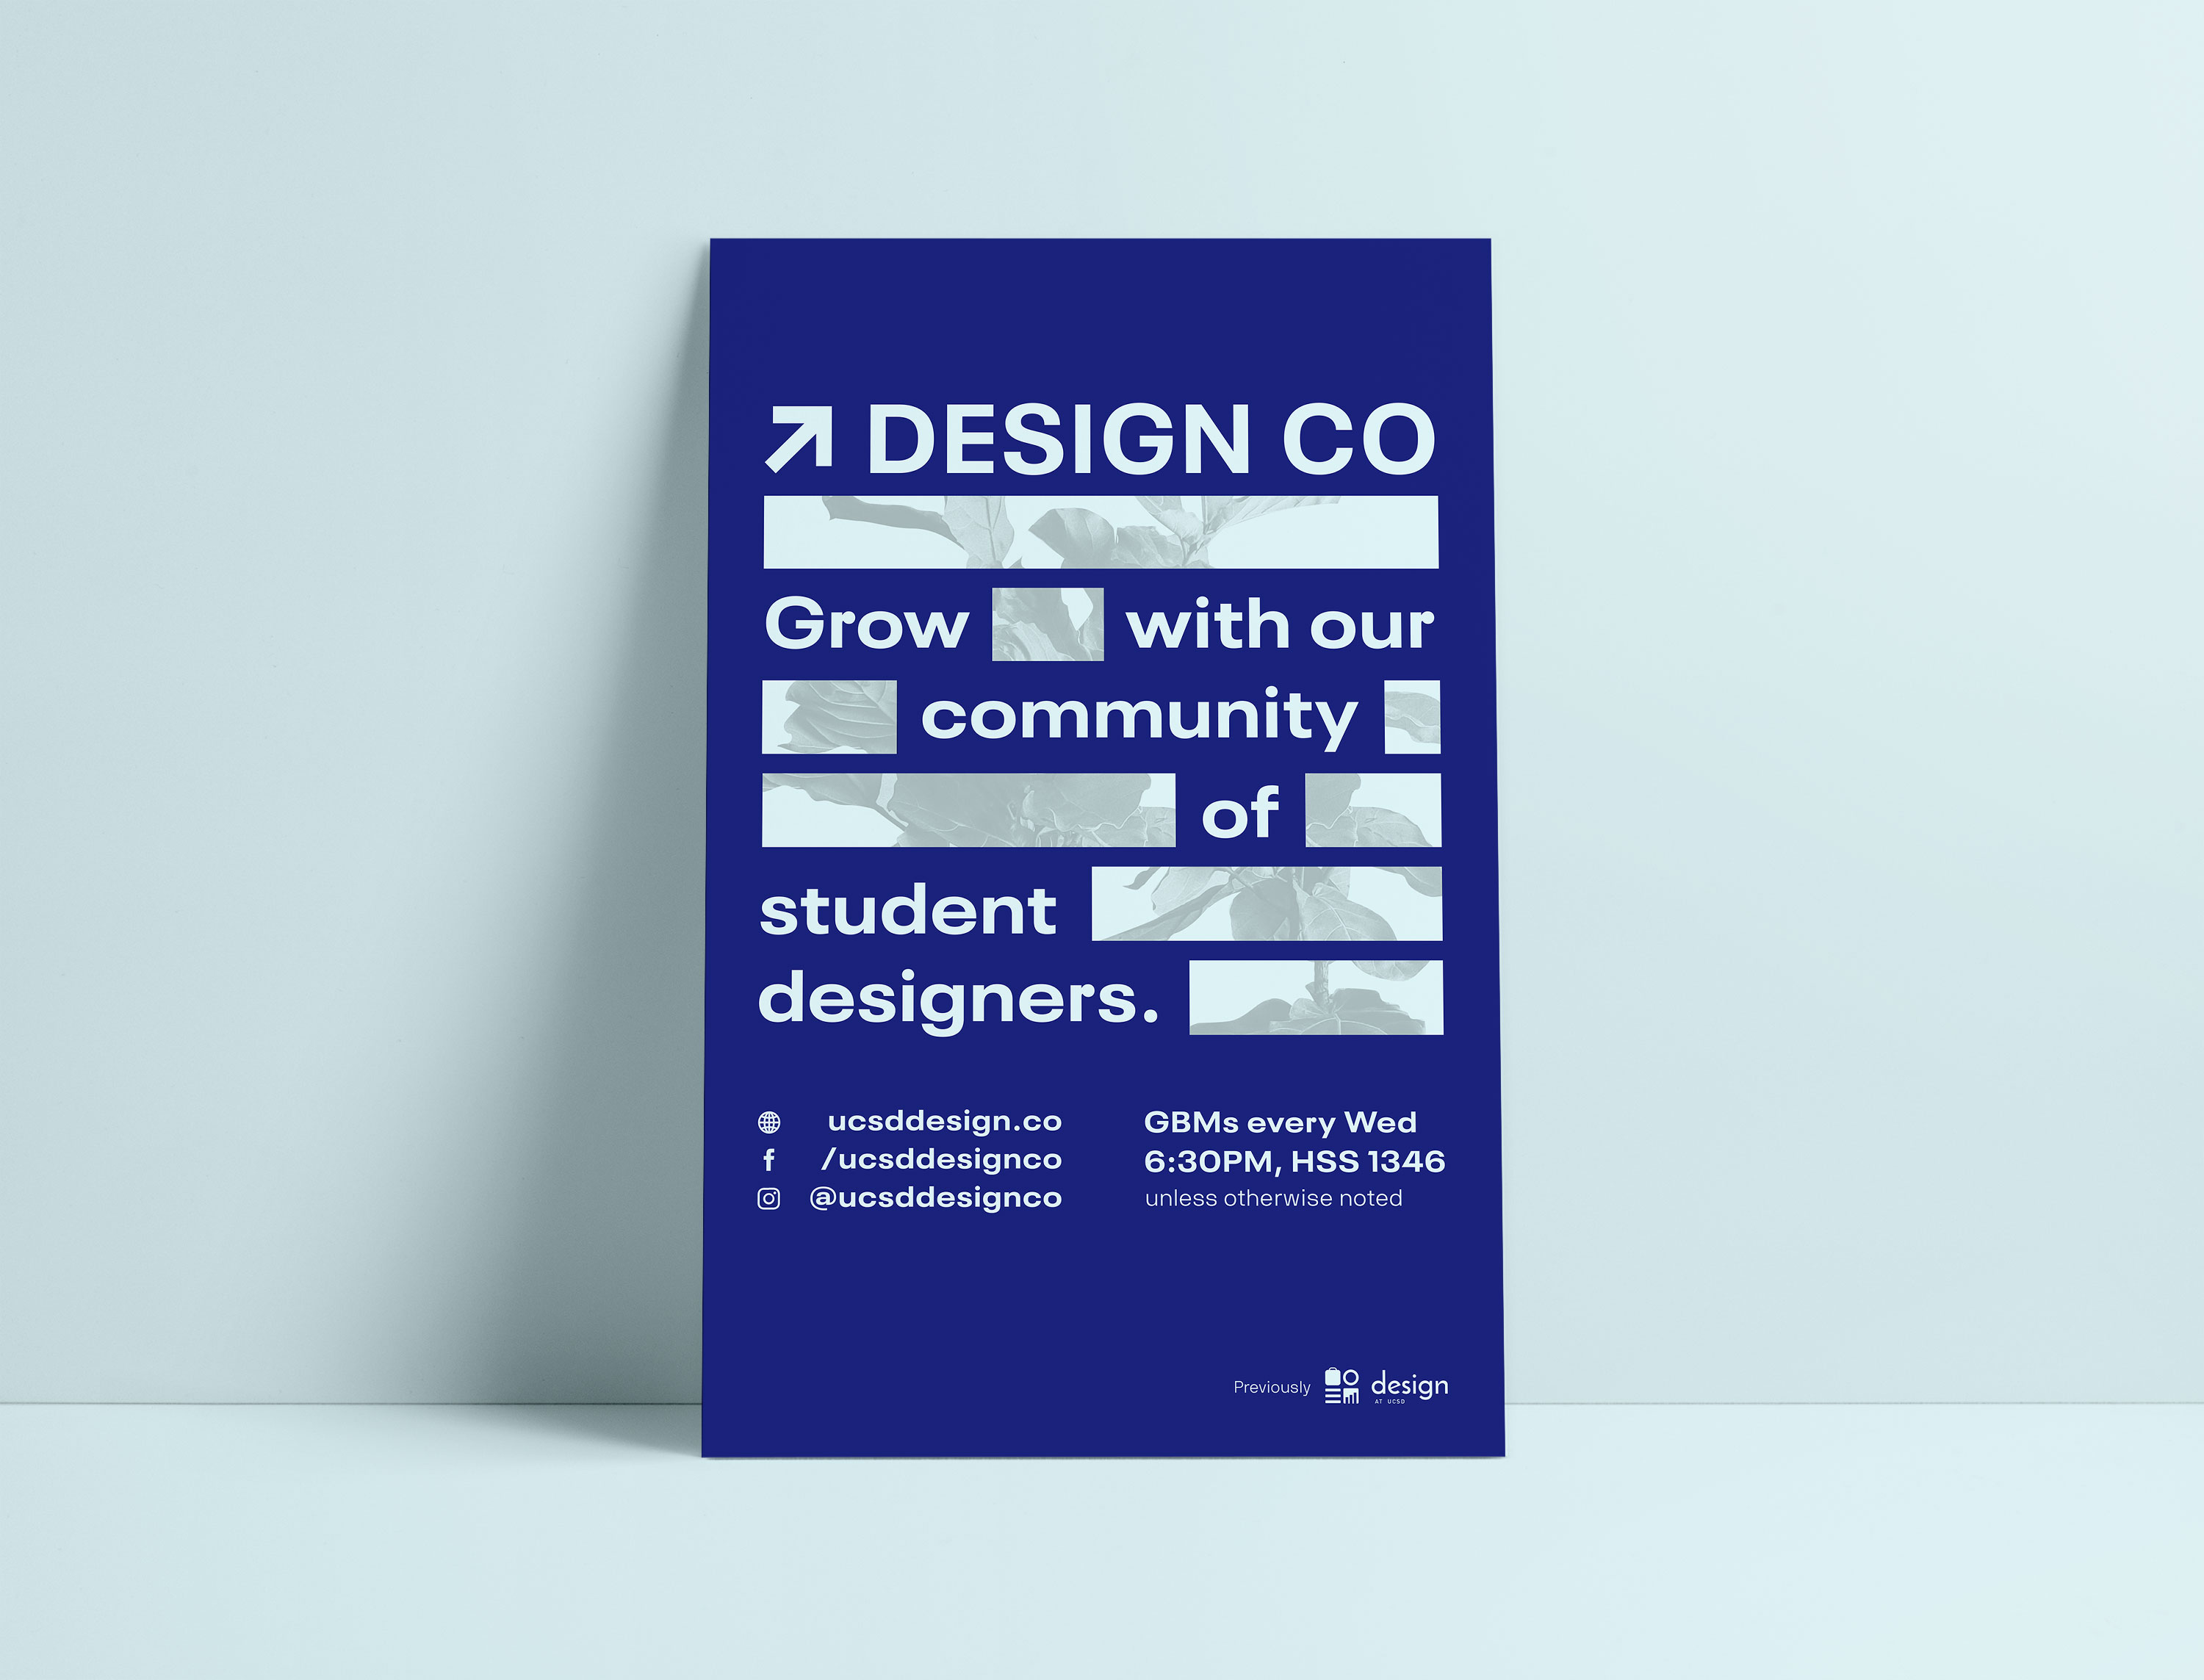 DESIGN CO
Grow with our
community
of
student
designers.
ucsddesign.co
/ucsddesignco
@ucsddesignco
GBMs every Wed
6:30PM, HSS 1346
unless otherwise noted
Previously
design
AT UCSD